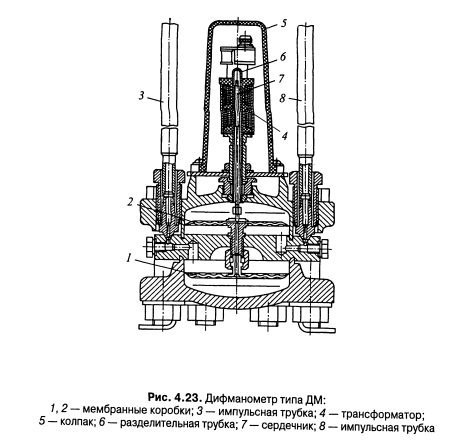 5
6
3
7
8
4
2
1
Рис. 4.23. Дифманометр типа ДМ:
1, 2 — мембранные коробки; 3 — импульсная трубка; 4 — трансформатор;
5 — колпак; 6 — разделительная трубка; 7 — сердечник; 8 — импульсная трубка